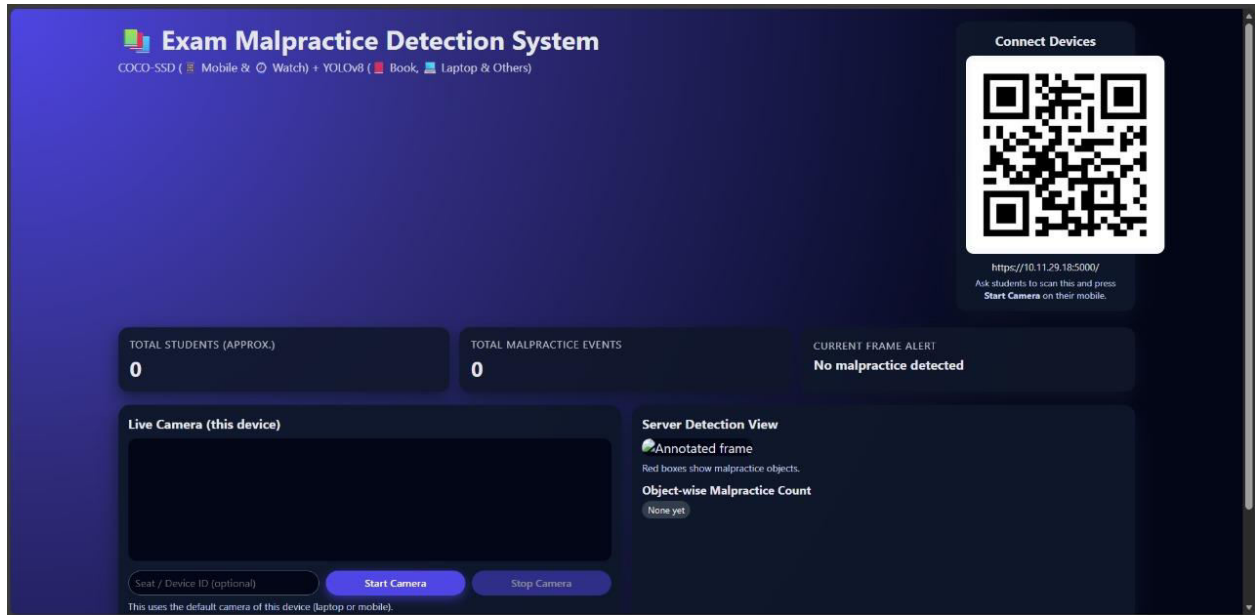 Exam Malpractice Detection System
COCO-SSD ( Mobile & Watch) + YOLOv8 ( Book, Laptop & Others)
Connect Devices
https://10.11.29.18:5000/
Ask students to scan this and press
Start Camera on their mobile.
TOTAL STUDENTS (APPROX.)
0
TOTAL MALPRACTICE EVENTS
0
CURRENT FRAME ALERT
No malpractice detected
Live Camera (this device)
Seat / Device ID (optional)
Start Camera
Stop Camera
This uses the default camera of this device (laptop or mobile).
Server Detection View
Annotated frame
Red boxes show malpractice objects.
Object-wise Malpractice Count
None yet